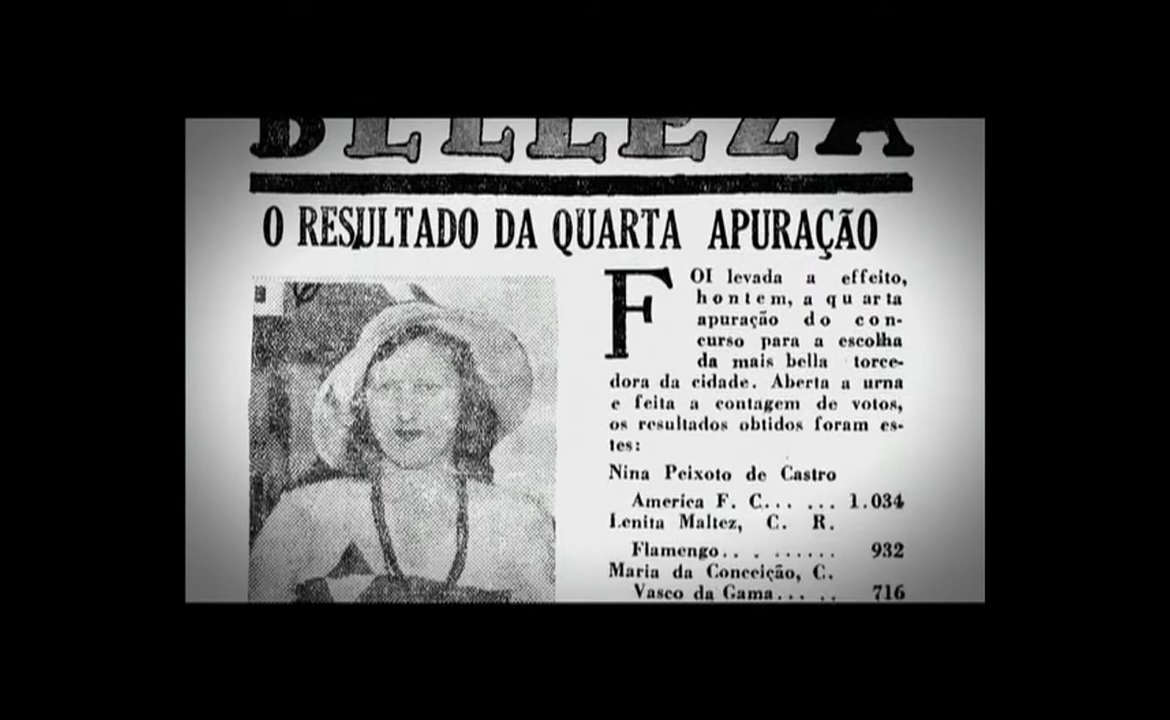 BELLEZA
O RESULTADO DA QUARTA APURAÇÃO
FOI levada a effeito,
hontem, a quarta
apuração do con-
curso para a escolha
da mais bella torce-
dora da cidade. Aberta a urna
e feita a contagem de votos,
os resultados obtidos foram es-
tes:
Nina Peixoto de Castro
America F. C... ... 1.034
Lenita Maltez, C. R.
Flamengo.. . ...... 932
Maria da Conceição, C.
Vasco da Gama... .. 716